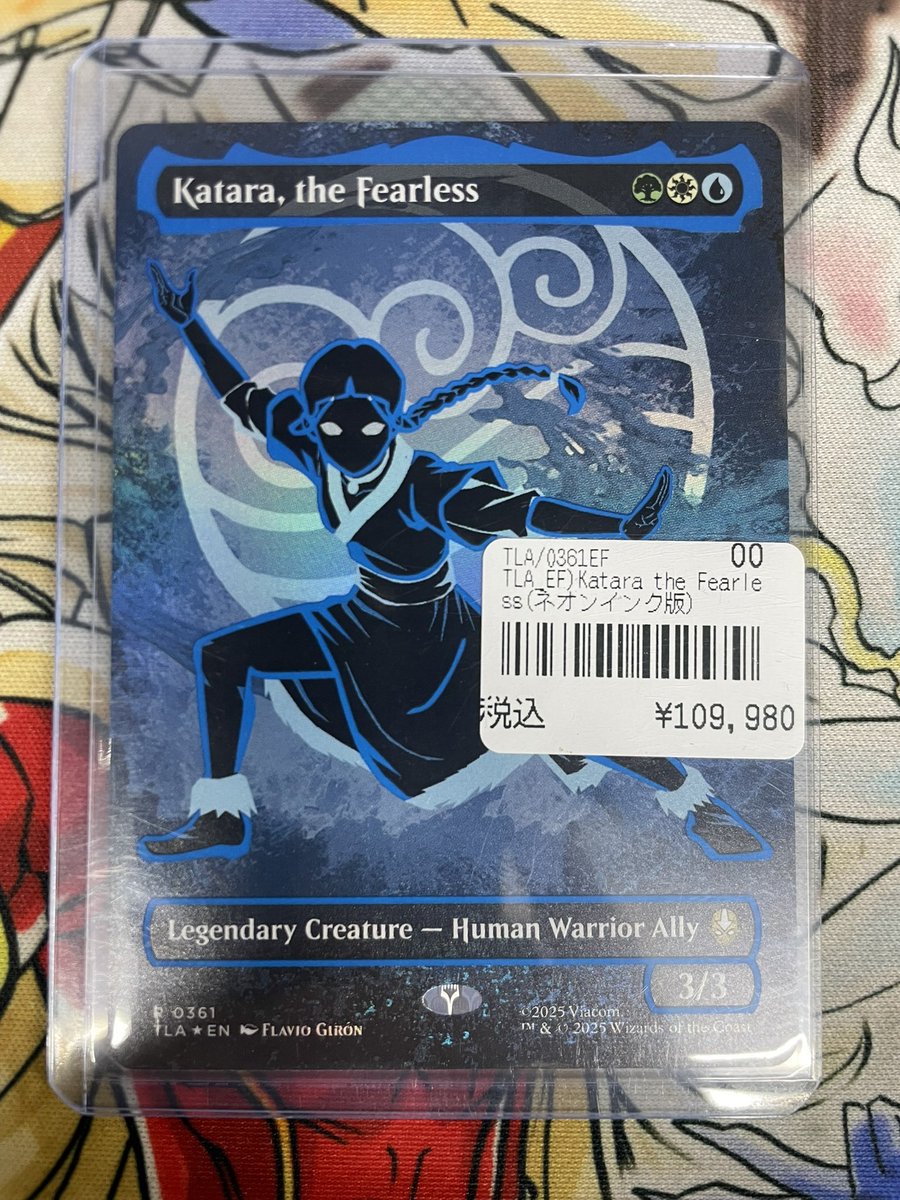 Katara, the Fearless
TLA/0361EF 00
TLA_EF)Katara the Fearle
ss(ネオンインク版)
税込 ¥109,980
Legendary Creature — Human Warrior Ally
3/3
R 0361
TLA★EN Flavio Girón
©2025 Viacom.
™ & © 2025 Wizards of the Coast